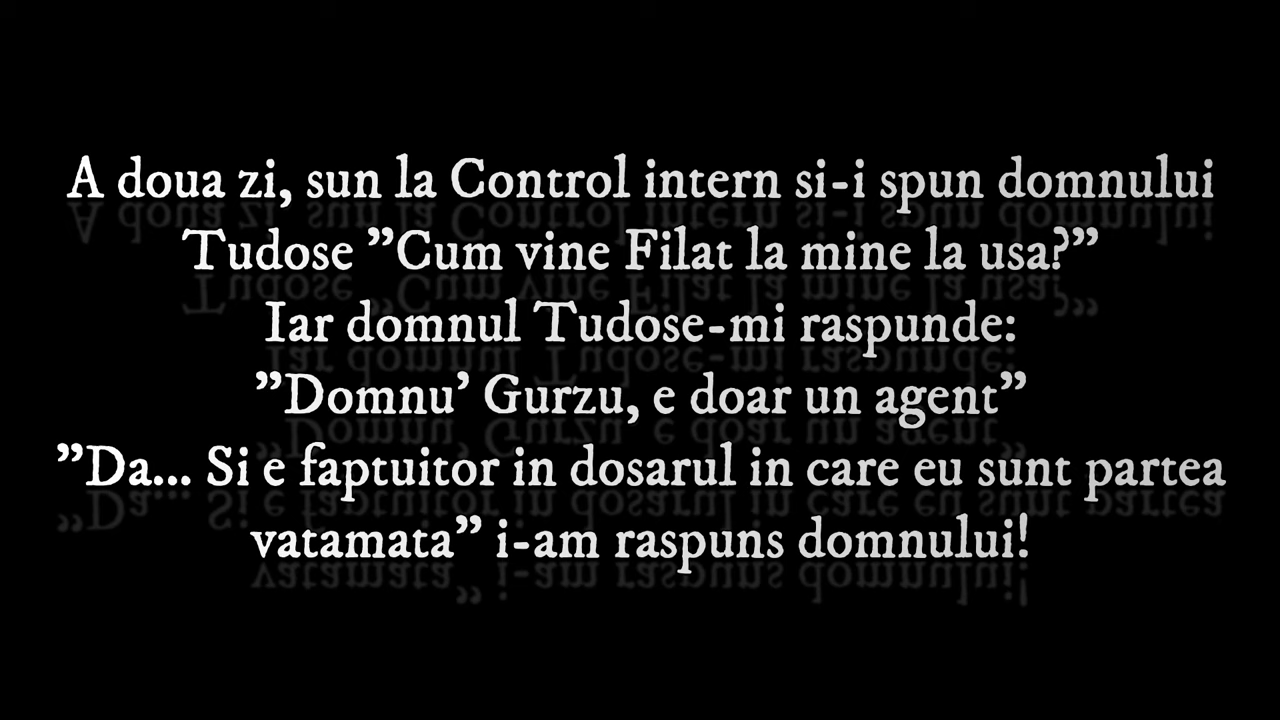 A doua zi, sun la Control intern si-i spun domnului
Tudose ”Cum vine Filat la mine la usa?”
Iar domnul Tudose-mi raspunde:
”Domnu’ Gurzu, e doar un agent”
”Da... Si e faptuitor in dosarul in care eu sunt partea
vatamata” i-am raspuns domnului!